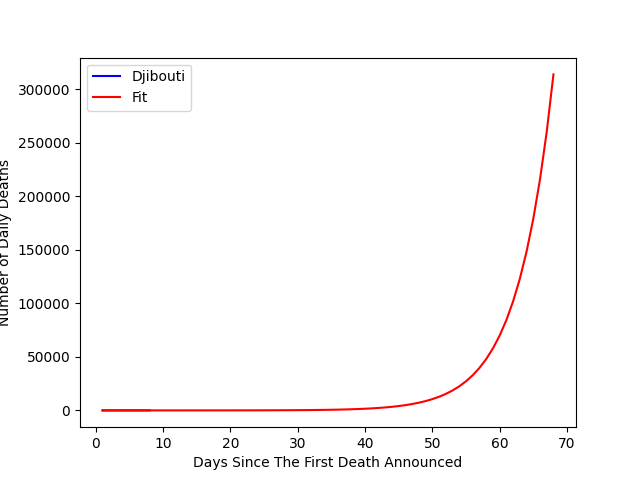 Djibouti
Fit
300000
250000
200000
150000
100000
50000
0
Number of Daily Deaths
0 10 20 30 40 50 60 70
Days Since The First Death Announced